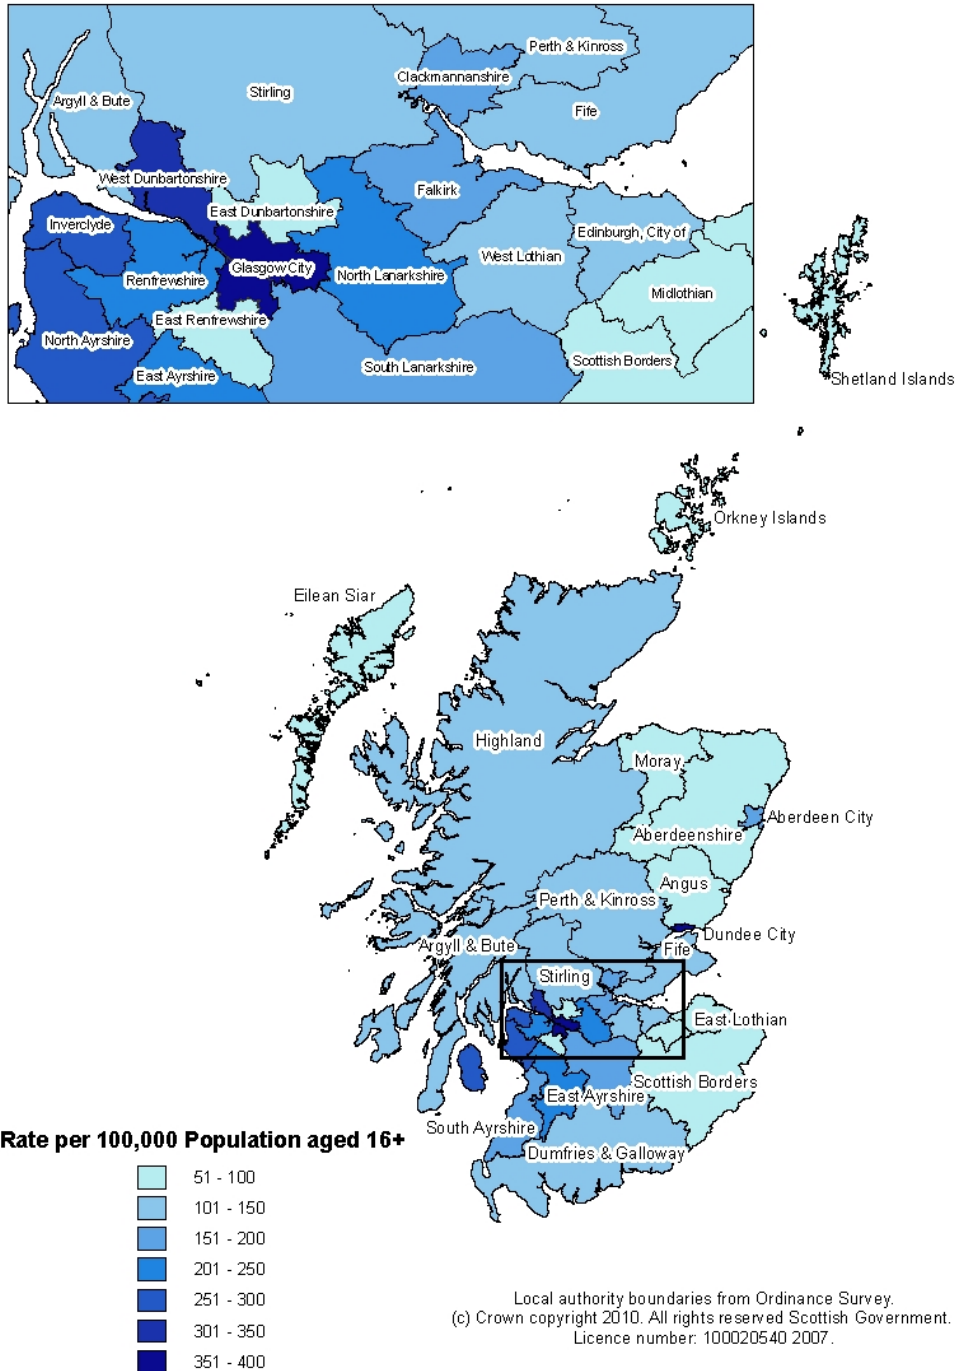 Perth & Kinross
Clackmannanshire
Stirling
Argyll & Bute
Fife
West Dunbartonshire
Falkirk
East Dunbartonshire
Inverclyde
Edinburgh, City of
West Lothian
Glasgow City
North Lanarkshire
Renfrewshire
Midlothian
East Renfrewshire
North Ayrshire
Scottish Borders
South Lanarkshire
East Ayrshire
Shetland Islands
Orkney Islands
Eilean Siar
Highland
Moray
Aberdeen City
Aberdeenshire
Angus
Perth & Kinross
Dundee City
Argyll & Bute
Fife
Stirling
East Lothian
Scottish Borders
East Ayrshire
South Ayrshire
Dumfries & Galloway
Rate per 100,000 Population aged 16+
51 - 100
101 - 150
151 - 200
201 - 250
251 - 300
301 - 350
351 - 400
Local authority boundaries from Ordinance Survey.
(c) Crown copyright 2010. All rights reserved Scottish Government.
Licence number: 100020540 2007.